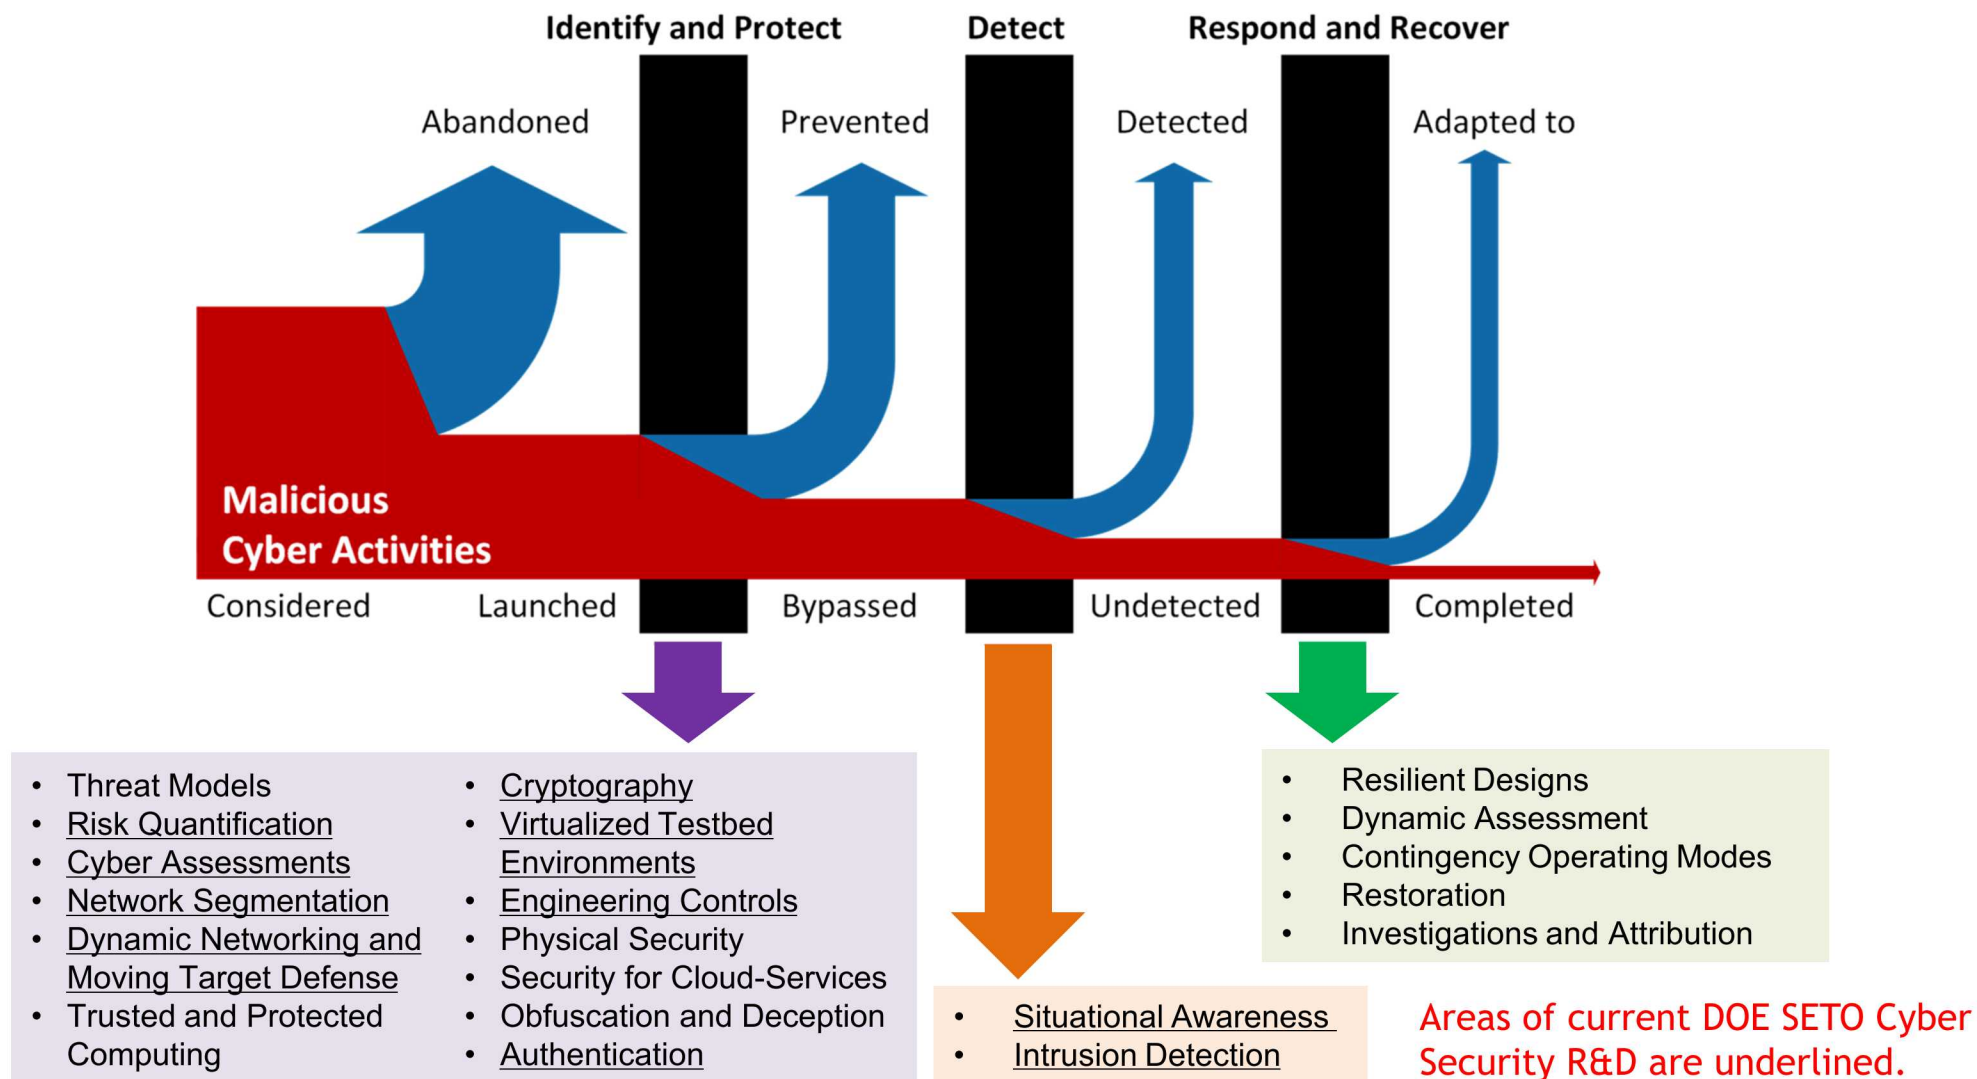 Identify and Protect
Detect
Respond and Recover
Abandoned
Prevented
Detected
Adapted to
Malicious
Cyber Activities
Considered
Launched
Bypassed
Undetected
Completed
• Threat Models
• Risk Quantification
• Cyber Assessments
• Network Segmentation
• Dynamic Networking and
Moving Target Defense
• Trusted and Protected
Computing
• Cryptography
• Virtualized Testbed
Environments
• Engineering Controls
• Physical Security
• Security for Cloud-Services
• Obfuscation and Deception
• Authentication
• Situational Awareness
• Intrusion Detection
• Resilient Designs
• Dynamic Assessment
• Contingency Operating Modes
• Restoration
• Investigations and Attribution
Areas of current DOE SETO Cyber
Security R&D are underlined.